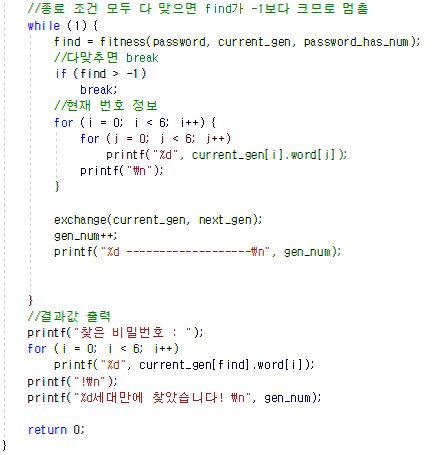 //종료 조건 모두 다 맞으면 find가 -1보다 크므로 멈춤
while (1) {
find = fitness(password, current_gen, password_has_num);
//다맞추면 break
if (find > -1)
break;
//현재 번호 정보
for (i = 0; i < 6; i++) {
for (j = 0; j < 6; j++)
printf("%d", current_gen[i].word[j]);
printf("₩n");
}
exchange(current_gen, next_gen);
gen_num++;
printf("%d -------------------₩n", gen_num);
}
//결과값 출력
printf("찾은 비밀번호 : ");
for (i = 0; i < 6; i++)
printf("%d", current_gen[find].word[i]);
printf("!₩n");
printf("%d세대만에 찾았습니다! ₩n", gen_num);
return 0;
}